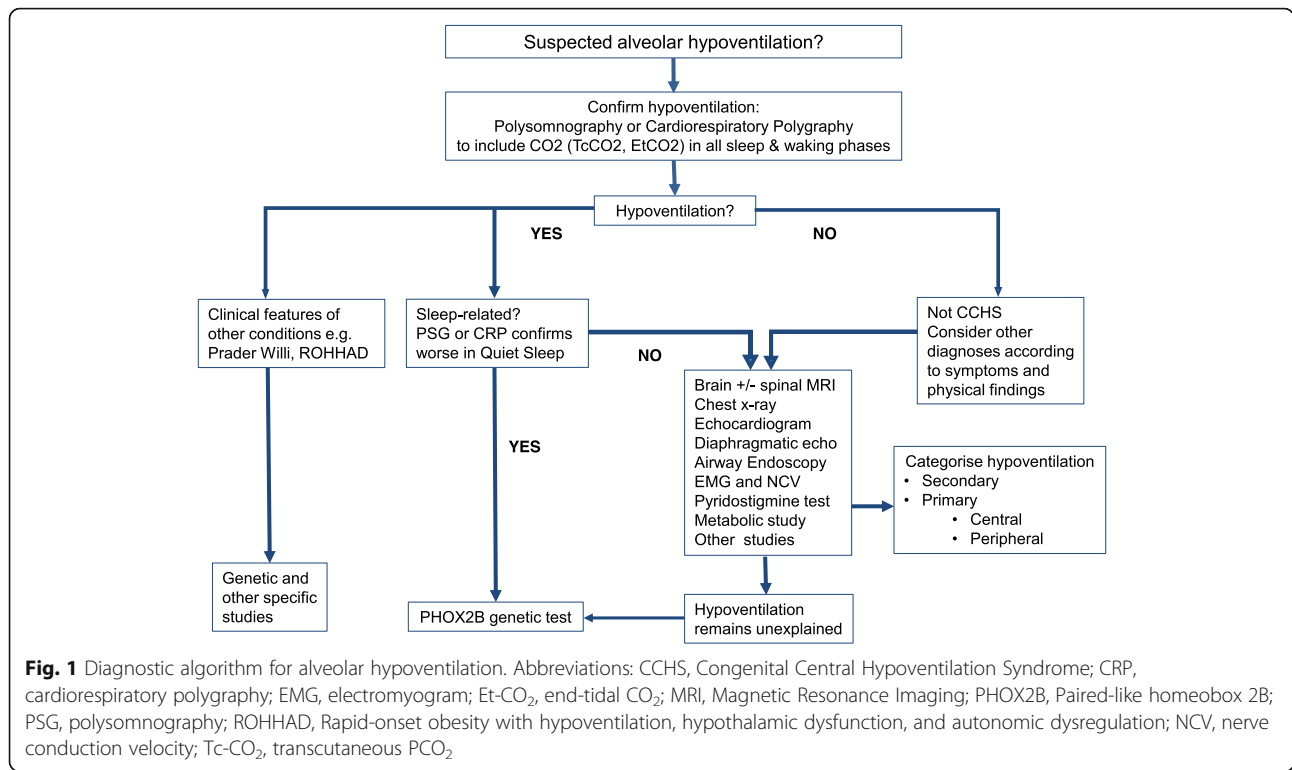 Suspected alveolar hypoventilation?
Confirm hypoventilation:
Polysomnography or Cardiorespiratory Polygraphy
to include CO2 (TcCO2, EtCO2) in all sleep & waking phases
Hypoventilation?
YES
NO
Clinical features of
other conditions e.g.
Prader Willi, ROHHAD
Sleep-related?
PSG or CRP confirms
worse in Quiet Sleep
NO
Not CCHS
Consider other
diagnoses according
to symptoms and
physical findings
YES
Brain +/- spinal MRI
Chest x-ray
Echocardiogram
Diaphragmatic echo
Airway Endoscopy
EMG and NCV
Pyridostigmine test
Metabolic study
Other studies
Categorise hypoventilation
• Secondary
• Primary
• Central
• Peripheral
Genetic and
other specific
studies
PHOX2B genetic test
Hypoventilation
remains unexplained
Fig. 1 Diagnostic algorithm for alveolar hypoventilation. Abbreviations: CCHS, Congenital Central Hypoventilation Syndrome; CRP,
cardiorespiratory polygraphy; EMG, electromyogram; Et-CO₂, end-tidal CO₂; MRI, Magnetic Resonance Imaging; PHOX2B, Paired-like homeobox 2B;
PSG, polysomnography; ROHHAD, Rapid-onset obesity with hypoventilation, hypothalamic dysfunction, and autonomic dysregulation; NCV, nerve
conduction velocity; Tc-CO₂, transcutaneous PCO₂